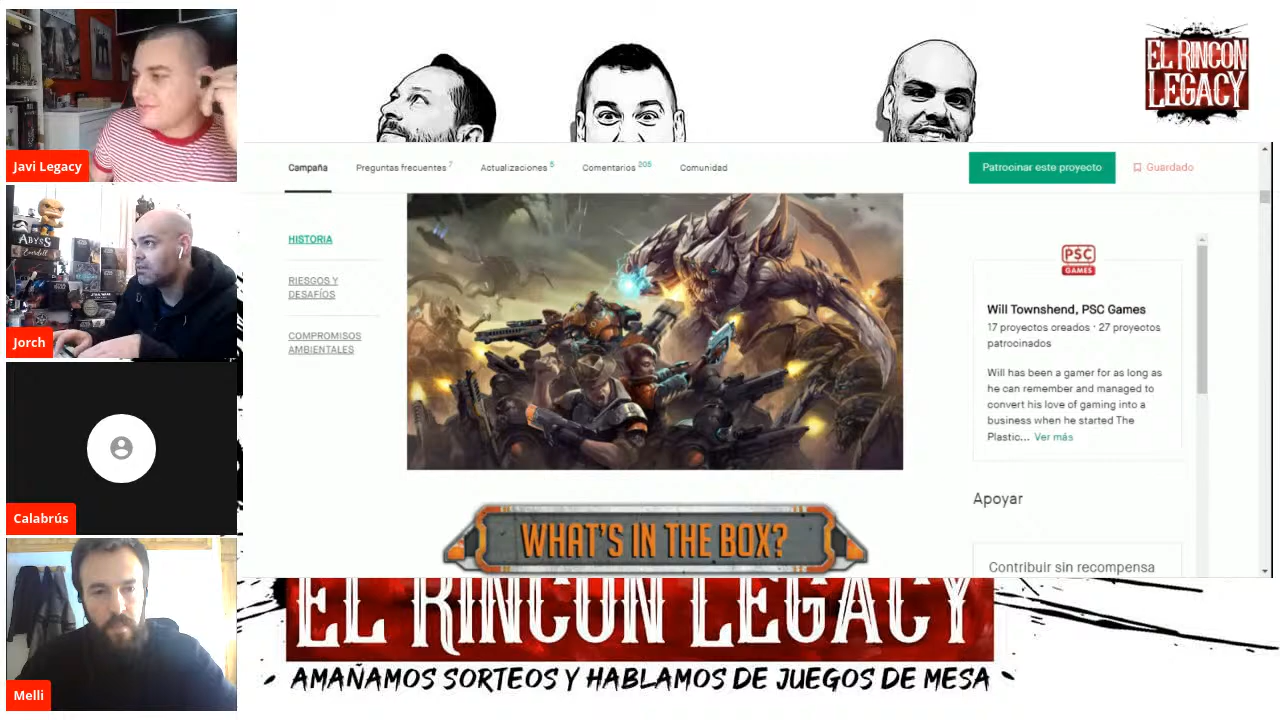 Javi Legacy
ABYSS
Everdell
Jorch
Calabrús
Melli
EL RINCON
LEGACY
Campaña
Preguntas frecuentes 7
Actualizaciones 5
Comentarios 205
Comunidad
Patrocinar este proyecto
Guardado
HISTORIA
RIESGOS Y
DESAFÍOS
COMPROMISOS
AMBIENTALES
PSC
GAMES
Will Townshend, PSC Games
17 proyectos creados · 27 proyectos
patrocinados
Will has been a gamer for as long as
he can remember and managed to
convert his love of gaming into a
business when he started The
Plastic... Ver más
Apoyar
Contribuir sin recompensa
WHAT'S IN THE BOX?
EL RINCON LEGACY
AMAÑAMOS SORTEOS Y HABLAMOS DE JUEGOS DE MESA